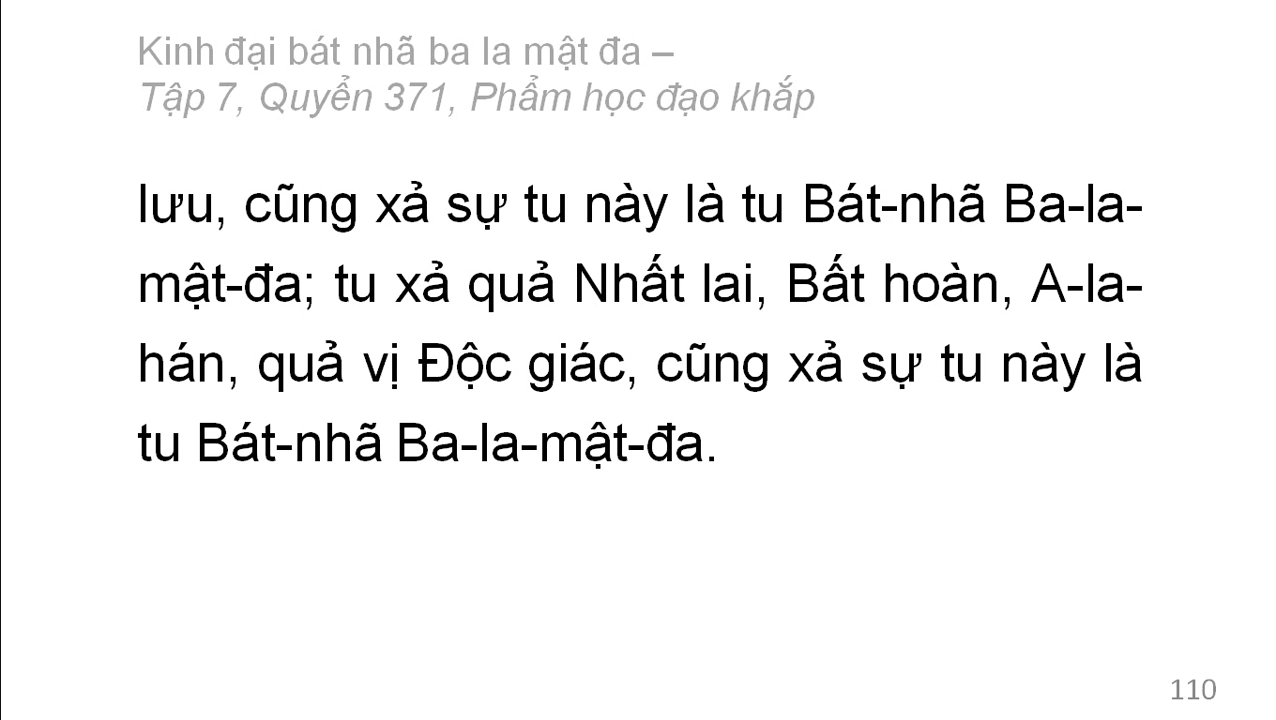 Kinh đại bát nhã ba la mật đa –
Tập 7, Quyển 371, Phẩm học đạo khắp
lưu, cũng xả sự tu này là tu Bát-nhã Ba-la-
mật-đa; tu xả quả Nhất lai, Bất hoàn, A-la-
hán, quả vị Độc giác, cũng xả sự tu này là
tu Bát-nhã Ba-la-mật-đa.
110